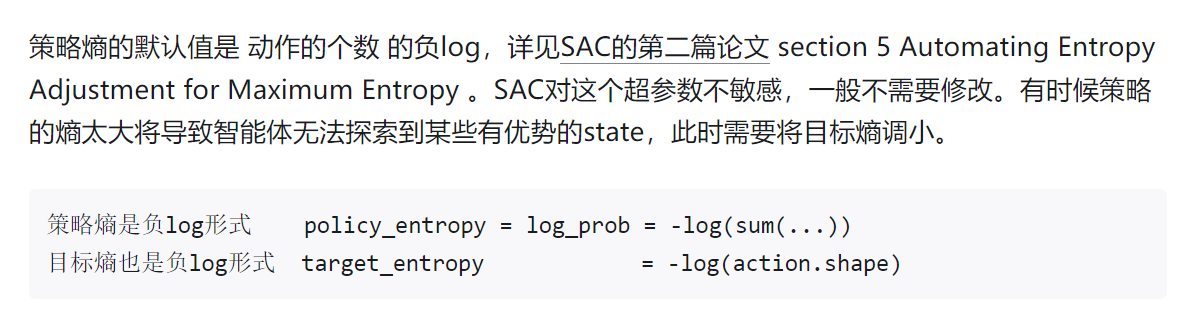 策略熵的默认值是 动作的个数 的负log，详见SAC的第二篇论文 section 5 Automating Entropy
Adjustment for Maximum Entropy 。SAC对这个超参数不敏感，一般不需要修改。有时候策略
的熵太大将导致智能体无法探索到某些有优势的state，此时需要将目标熵调小。
策略熵是负log形式    policy_entropy = log_prob = -log(sum(...))
目标熵也是负log形式  target_entropy            = -log(action.shape)